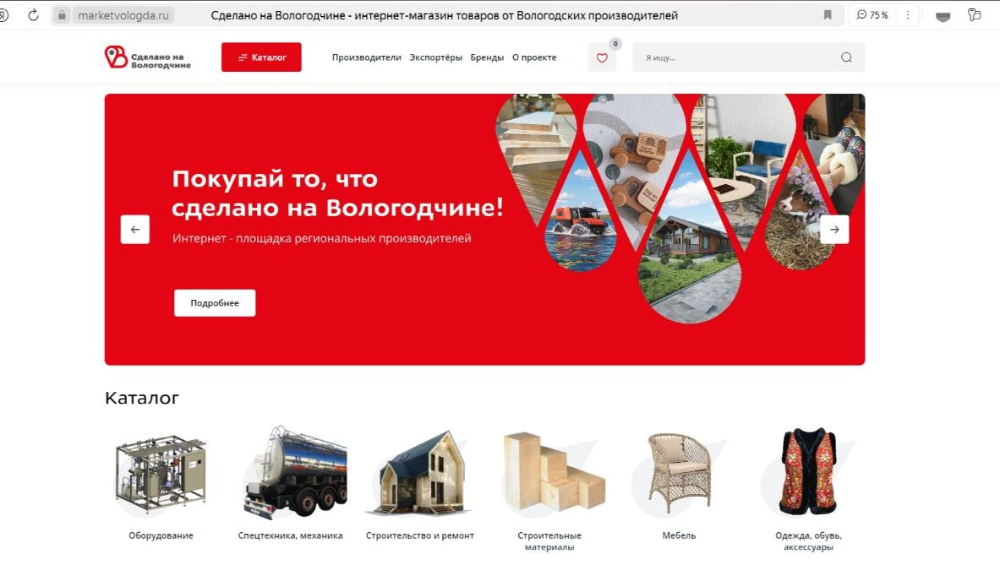 marketvologda.ru
Сделано на Вологодчине - интернет-магазин товаров от Вологодских производителей
75 %
Сделано на
Вологодчине
Каталог
Производители
Экспортёры
Бренды
О проекте
0
Я ищу...
Покупай то, что
сделано на Вологодчине!
Интернет - площадка региональных производителей
Подробнее
Каталог
Оборудование
Спецтехника, механика
Строительство и ремонт
Строительные
материалы
Мебель
Одежда, обувь,
аксессуары